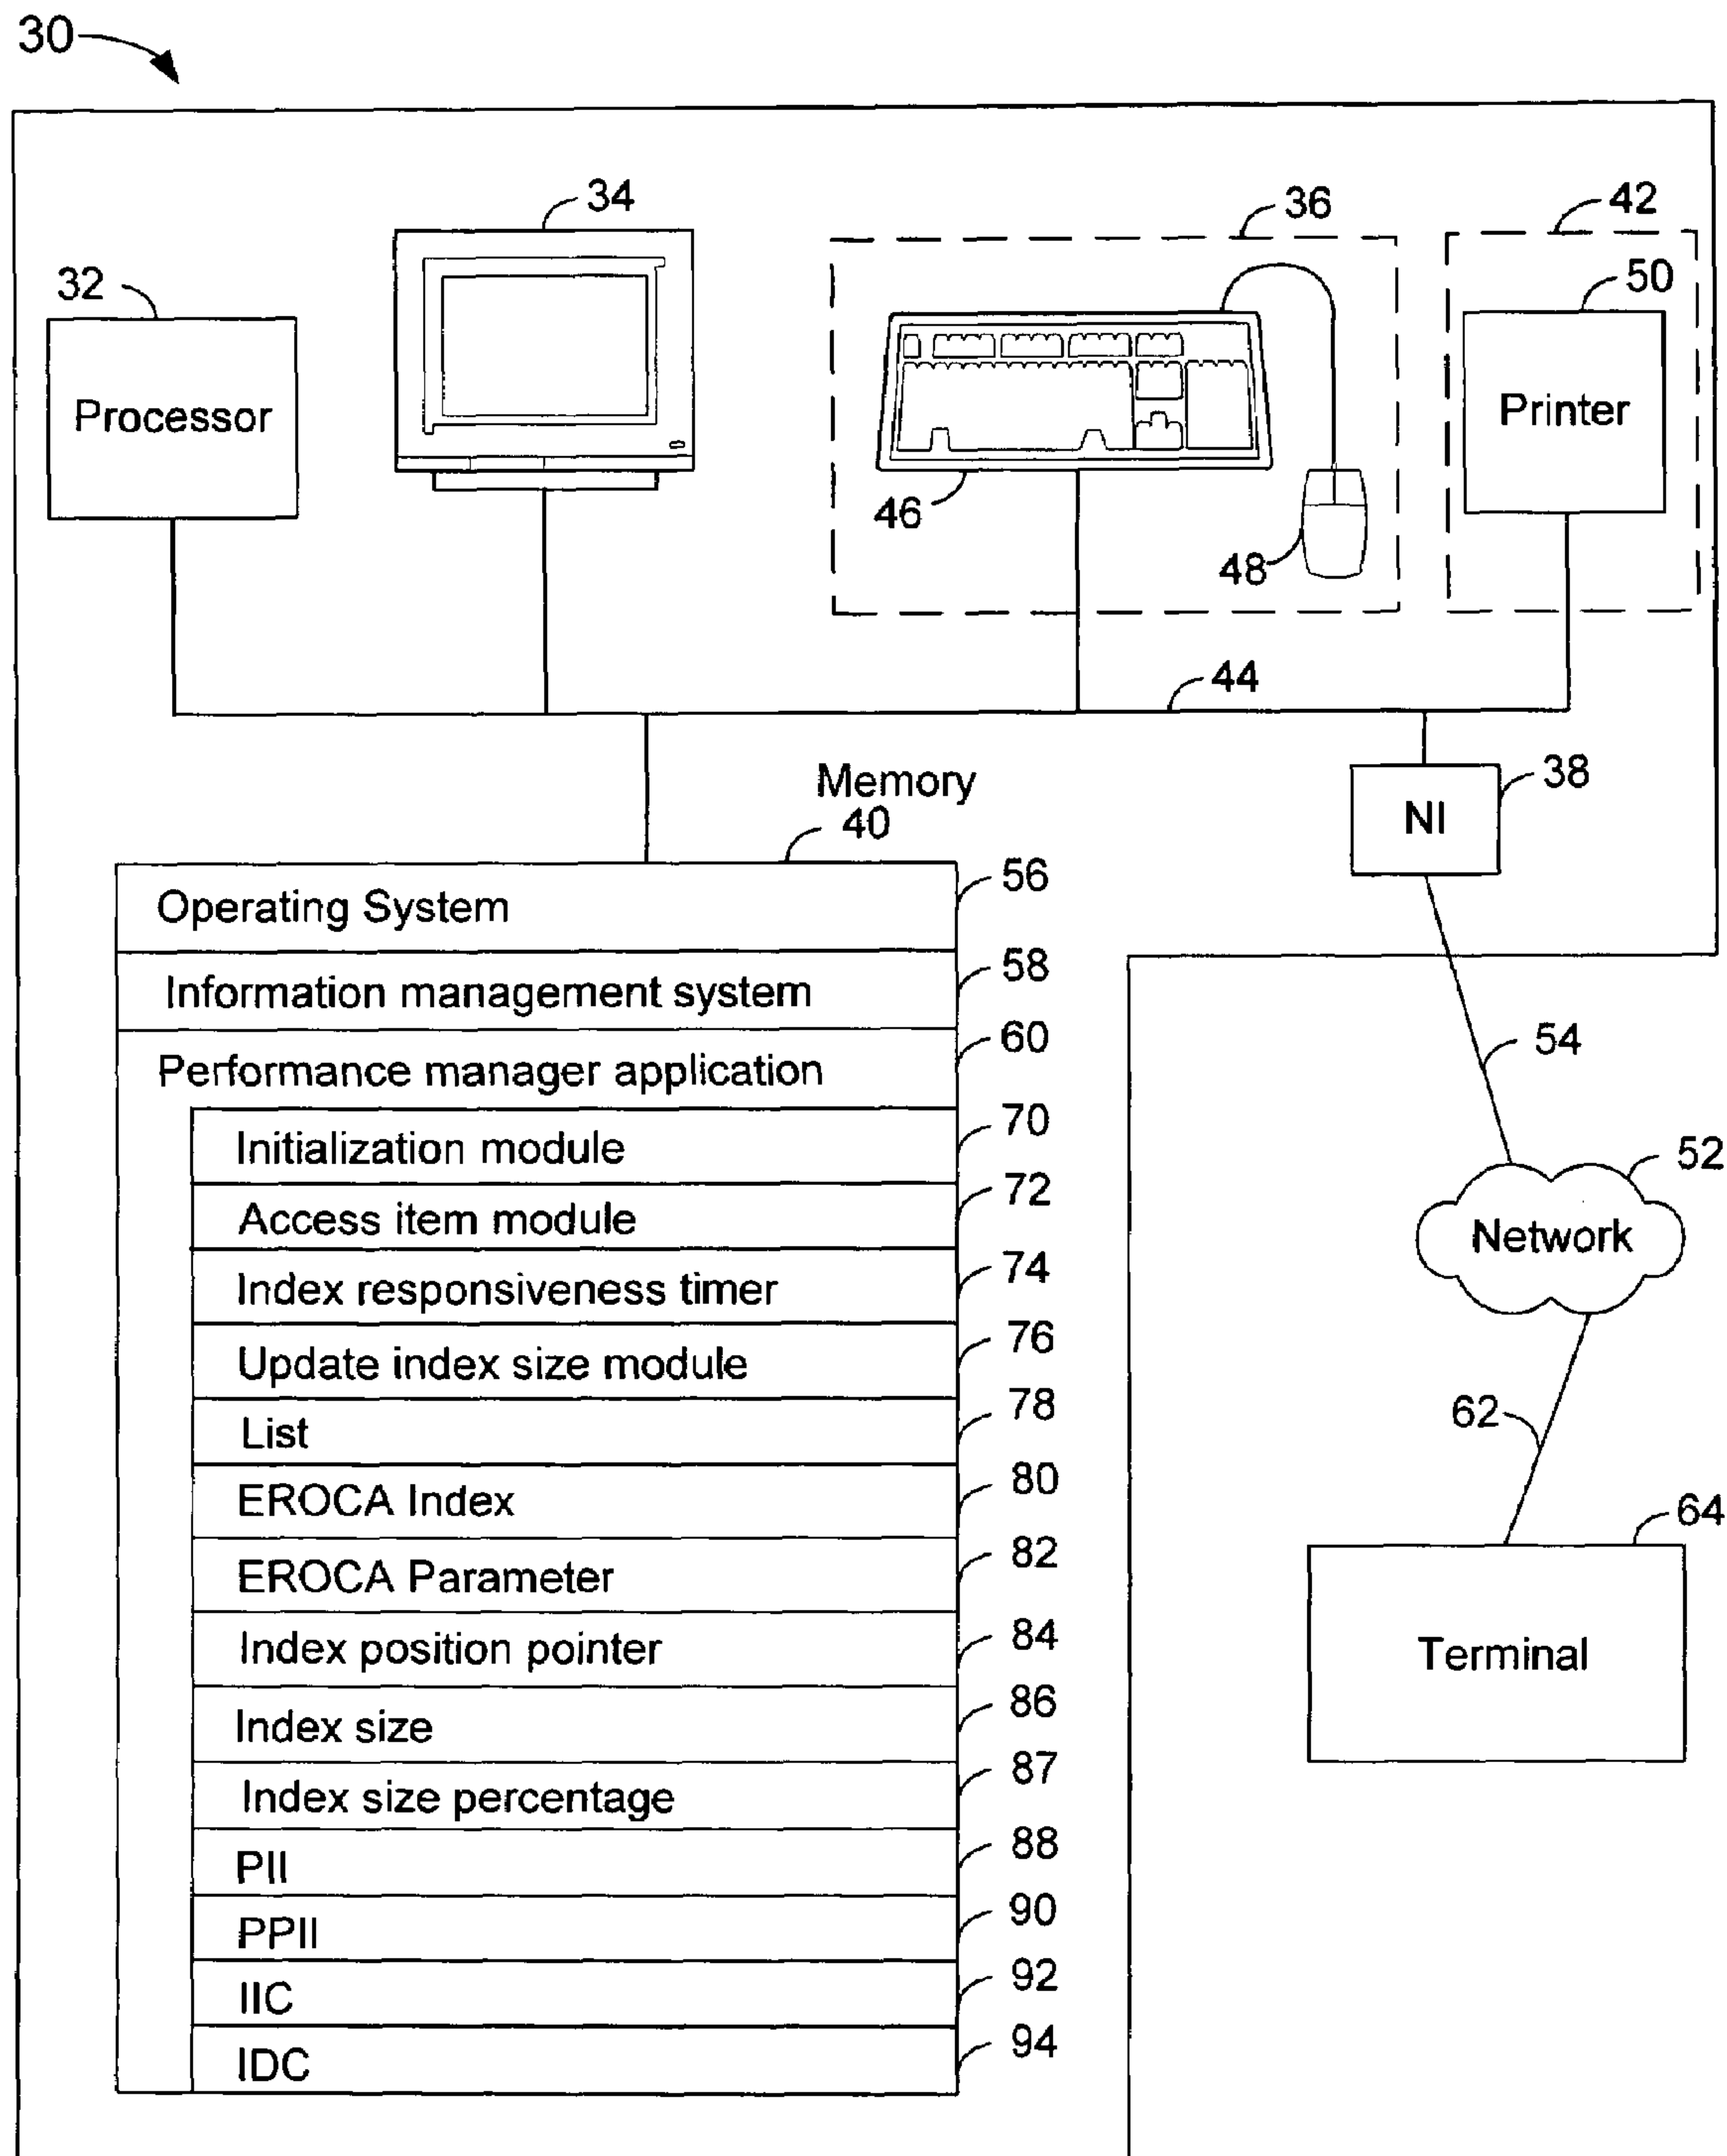 30
34
36
42
32
50
Processor
Printer
46
48
44
Memory
40
38
NI
Operating System
56
Information management system
58
Performance manager application
60
Initialization module
70
Access item module
72
Index responsiveness timer
74
Update index size module
76
List
78
EROCA Index
80
EROCA Parameter
82
Index position pointer
84
Index size
86
Index size percentage
87
PII
88
PPII
90
IIC
92
IDC
94
54
52
Network
62
64
Terminal